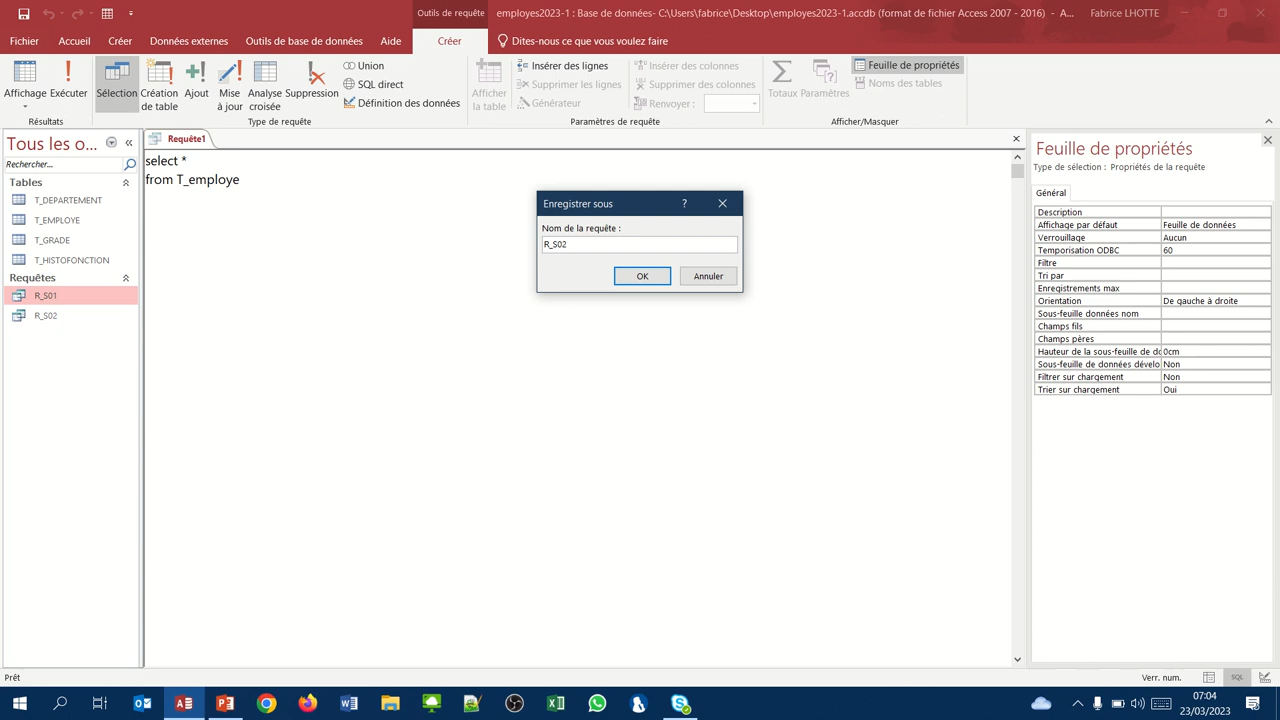 Outils de requête
employes2023-1 : Base de données- C:\Users\fabrice\Desktop\employes2023-1.accdb (format de fichier Access 2007 - 2016) - A...
Fabrice LHOTTE
Fichier
Accueil
Créer
Données externes
Outils de base de données
Aide
Créer
Dites-nous ce que vous voulez faire
Affichage
Exécuter
Sélection
Création de table
Ajout
Mise à jour
Analyse croisée
Suppression
Union
SQL direct
Définition des données
Afficher la table
Insérer des lignes
Supprimer les lignes
Générateur
Insérer des colonnes
Supprimer des colonnes
Renvoyer :
Totaux
Paramètres
Feuille de propriétés
Noms des tables
Résultats
Type de requête
Paramètres de requête
Afficher/Masquer
Tous les o...
Rechercher...
Tables
T_DEPARTEMENT
T_EMPLOYE
T_GRADE
T_HISTOFONCTION
Requêtes
R_S01
R_S02
Requête1
select *
from T_employe
Enregistrer sous
?
Nom de la requête :
R_S02
OK
Annuler
Feuille de propriétés
Type de sélection : Propriétés de la requête
Général
Description
Affichage par défaut Feuille de données
Verrouillage Aucun
Temporisation ODBC 60
Filtre
Tri par
Enregistrements max
Orientation De gauche à droite
Sous-feuille données nom
Champs fils
Champs pères
Hauteur de la sous-feuille de do 0cm
Sous-feuille de données dévelo Non
Filtrer sur chargement Non
Trier sur chargement Oui
Prêt
Verr. num.
SQL
07:04
23/03/2023